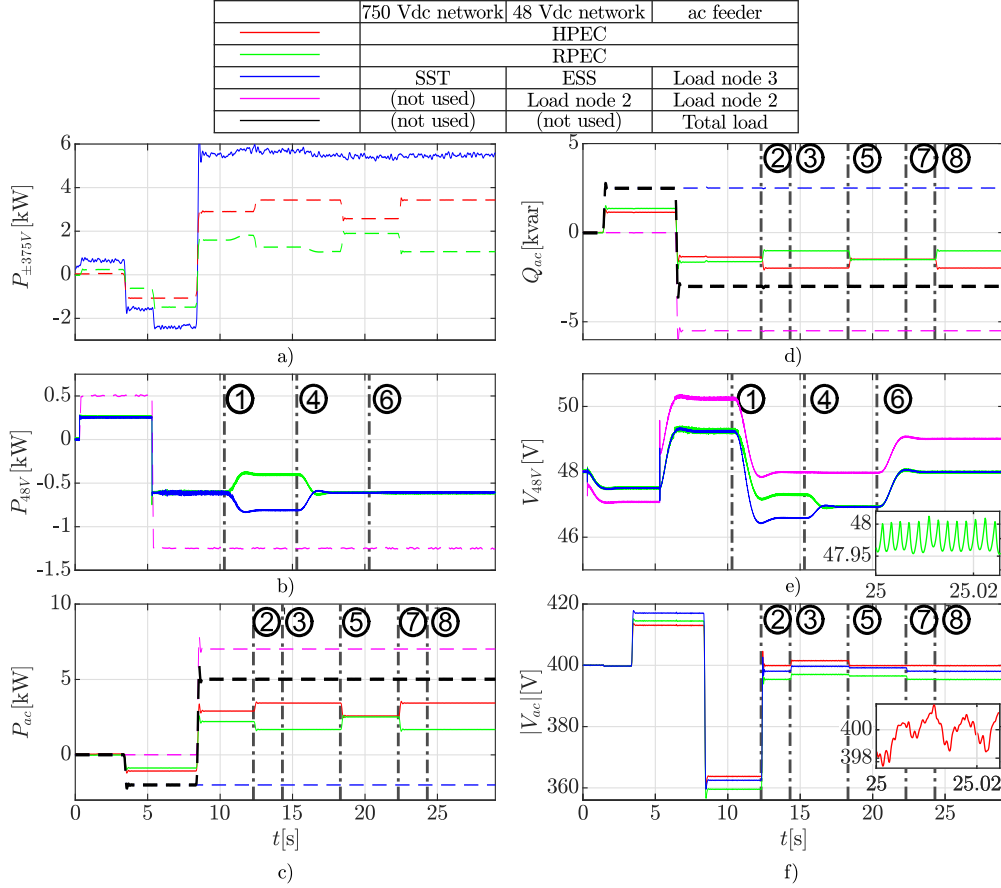 750 Vdc network 48 Vdc network ac feeder
HPEC
RPEC
SST ESS Load node 3
(not used) Load node 2 Load node 2
(not used) (not used) Total load
6
4
2
0
-2
P±375V [kW]
a)
5
0
-5
Qac [kvar]
2 3 5 7 8
d)
0.5
0
-0.5
-1
-1.5
P48V [kW]
1 4 6
b)
50
48
46
V48V [V]
1 4 6
48
47.95
25 25.02
e)
10
5
0
P ac [kW]
2 3 5 7 8
0 5 10 15 20 25
t[s]
c)
420
400
380
360
|Vac| [V]
2 3 5 7 8
400
398
25 25.02
0 5 10 15 20 25
t[s]
f)